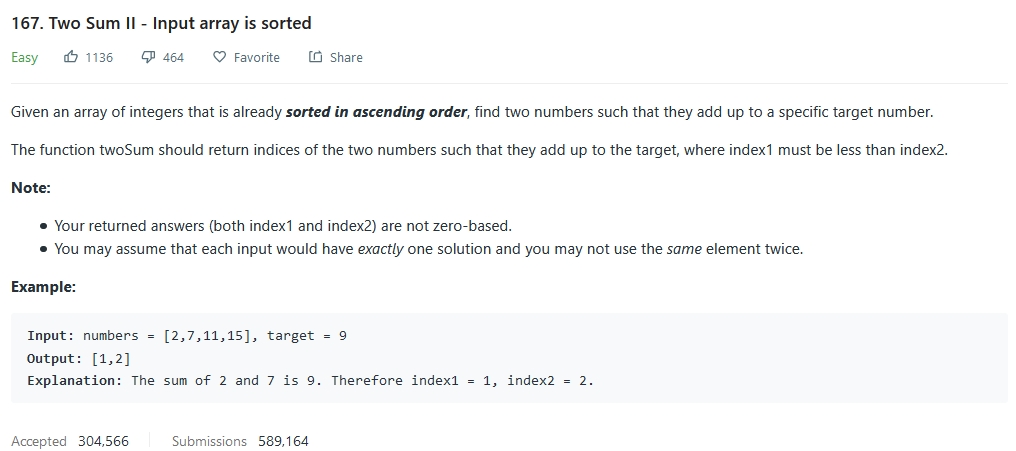 167. Two Sum II - Input array is sorted
Easy 1136 464 Favorite Share
Given an array of integers that is already sorted in ascending order, find two numbers such that they add up to a specific target number.
The function twoSum should return indices of the two numbers such that they add up to the target, where index1 must be less than index2.
Note:
• Your returned answers (both index1 and index2) are not zero-based.
• You may assume that each input would have exactly one solution and you may not use the same element twice.
Example:
Input: numbers = [2,7,11,15], target = 9
Output: [1,2]
Explanation: The sum of 2 and 7 is 9. Therefore index1 = 1, index2 = 2.
Accepted 304,566 Submissions 589,164